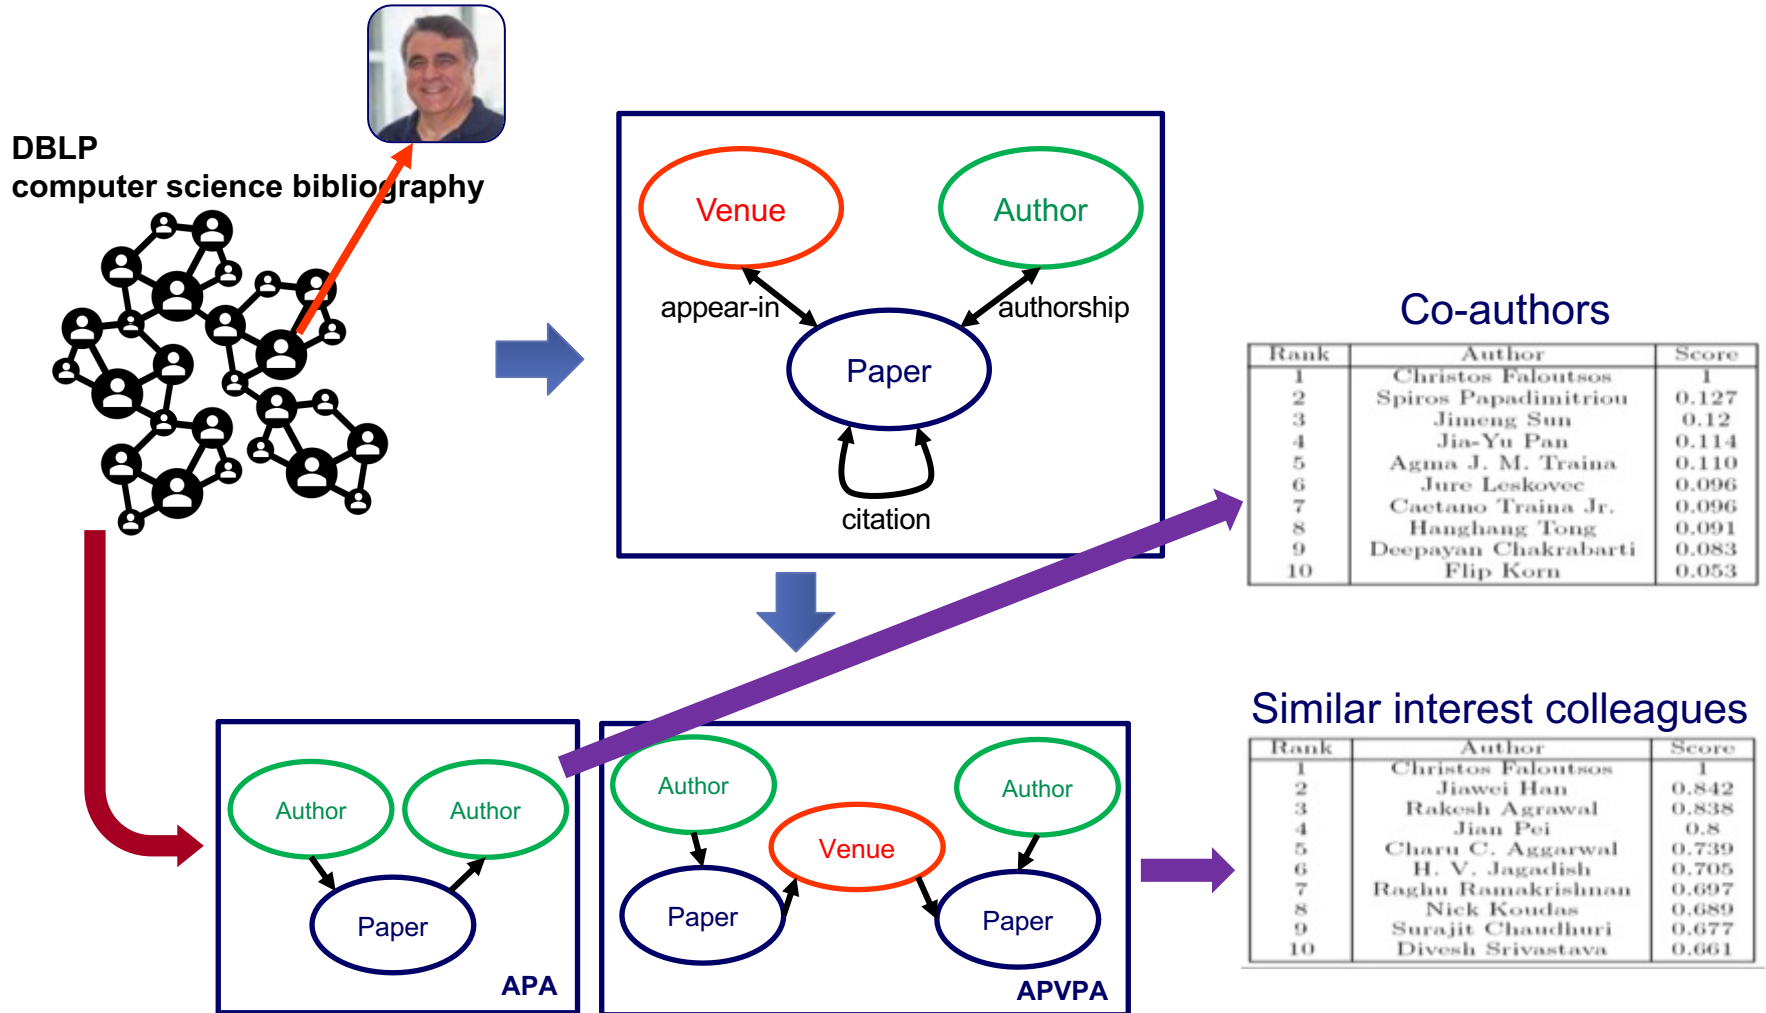 DBLP
computer science bibliography
Venue
Author
appear-in
authorship
Paper
citation
Co-authors
Rank Author Score
1 Christos Faloutsos 1
2 Spiros Papadimitriou 0.127
3 Jimeng Sun 0.12
4 Jia-Yu Pan 0.114
5 Agma J. M. Traina 0.110
6 Jure Leskovec 0.096
7 Caetano Traina Jr. 0.096
8 Hanghang Tong 0.091
9 Deepayan Chakrabarti 0.083
10 Flip Korn 0.053
Author
Author
Paper
APA
Author
Author
Venue
Paper
Paper
APVPA
Similar interest colleagues
Rank Author Score
1 Christos Faloutsos 1
2 Jiawei Han 0.842
3 Rakesh Agrawal 0.838
4 Jian Pei 0.8
5 Charu C. Aggarwal 0.739
6 H. V. Jagadish 0.705
7 Raghu Ramakrishnan 0.697
8 Nick Koudas 0.689
9 Surajit Chaudhuri 0.677
10 Divesh Srivastava 0.661